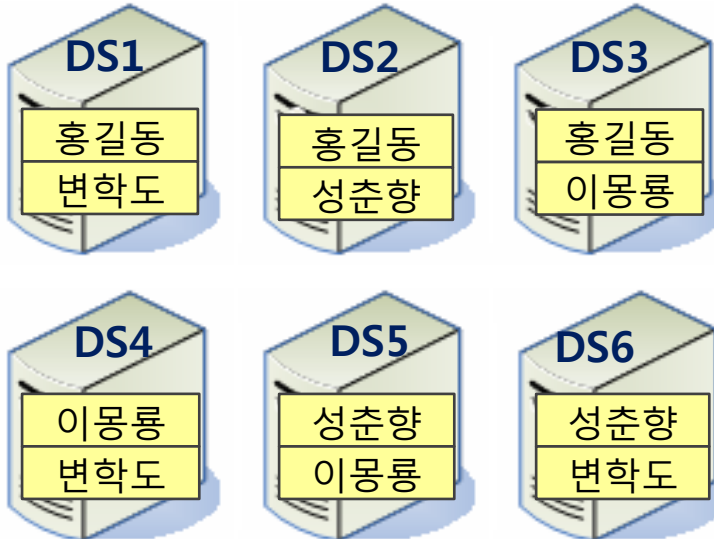 DS1
홍길동
변학도
DS2
홍길동
성춘향
DS3
홍길동
이몽룡
DS4
이몽룡
변학도
DS5
성춘향
이몽룡
DS6
성춘향
변학도